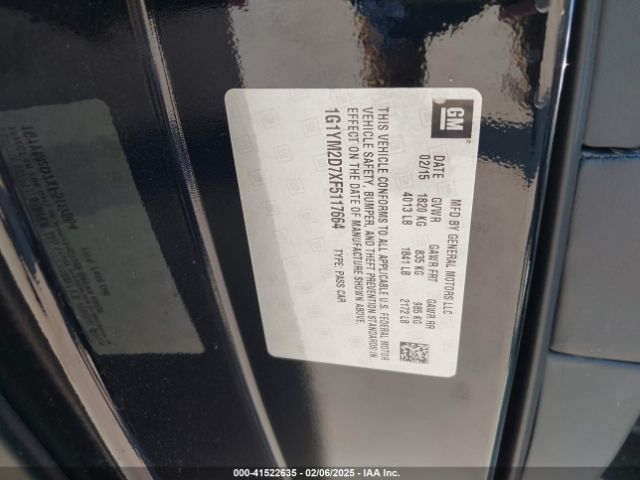 GM
MFD BY GENERAL MOTORS LLC
DATE GVWR GAWR FRT GAWR RR
02/15 1820 KG 835 KG 985 KG
4013 LB 1841 LB 2172 LB
THIS VEHICLE CONFORMS TO ALL APPLICABLE U.S. FEDERAL MOTOR
VEHICLE SAFETY, BUMPER, AND THEFT PREVENTION STANDARDS IN
EFFECT ON THE DATE OF MANUFACTURE SHOWN ABOVE.
1G1YM2D7XF5117664 TYPE: PASS CAR
000-41522635 - 02/06/2025 - IAA Inc.